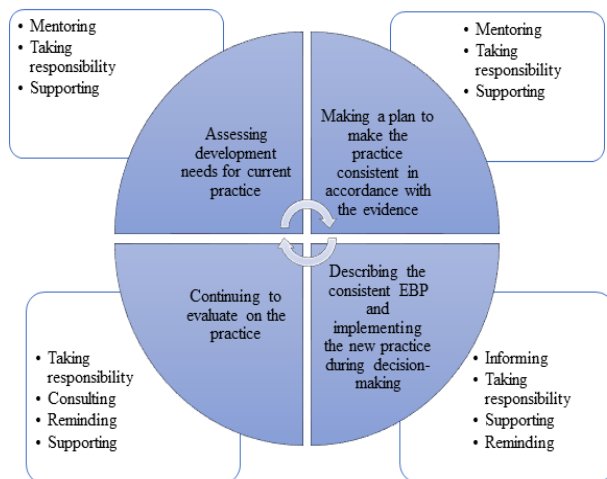 • Mentoring
• Taking
responsibility
• Supporting
• Mentoring
• Taking
responsibility
• Supporting
Assessing
development
needs for current
practice
Making a plan to
make the
practice
consistent in
accordance with
the evidence
Continuing to
evaluate on the
practice
Describing the
consistent EBP
and
implementing
the new practice
during decision-
making
• Taking
responsibility
• Consulting
• Reminding
• Supporting
• Informing
• Taking
responsibility
• Supporting
• Reminding